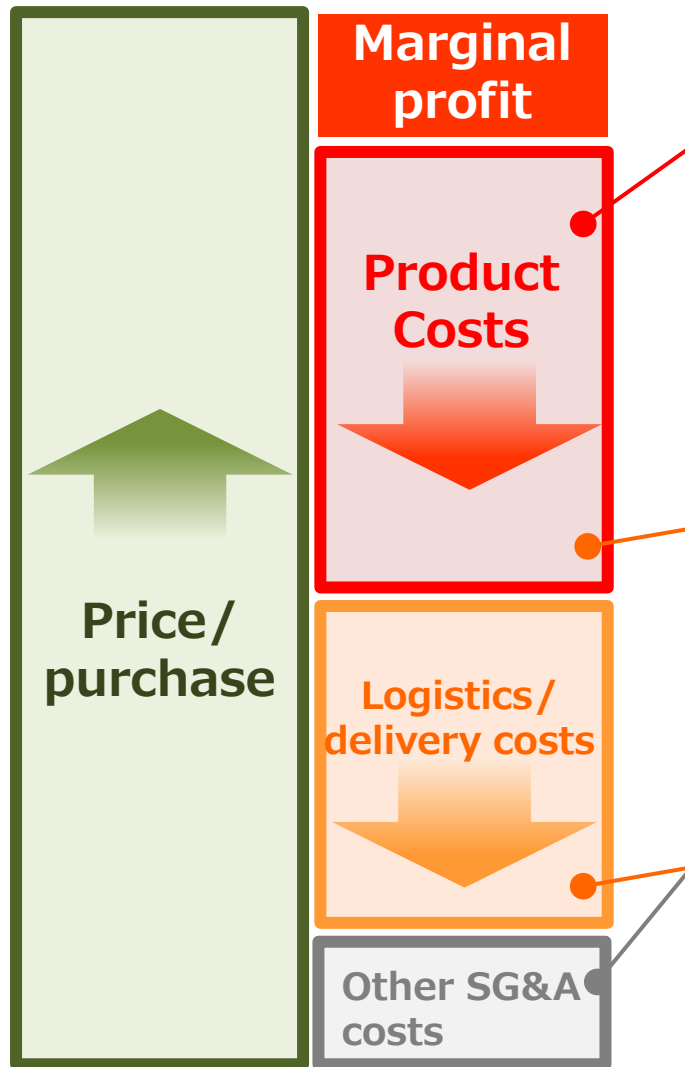 Marginal
profit
Product
Costs
Price/
purchase
Logistics/
delivery costs
Other SG&A
costs